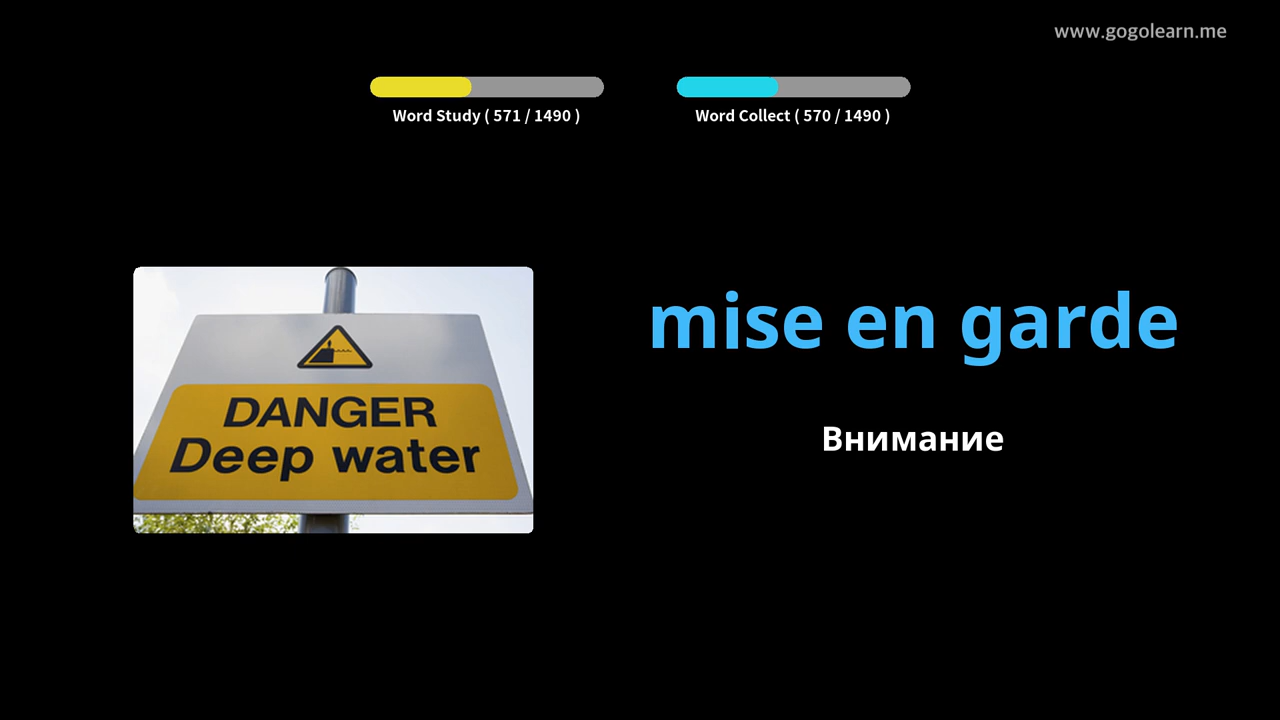 www.gogolearn.me
Word Study ( 571 / 1490 )
Word Collect ( 570 / 1490 )
DANGER
Deep water
mise en garde
Внимание